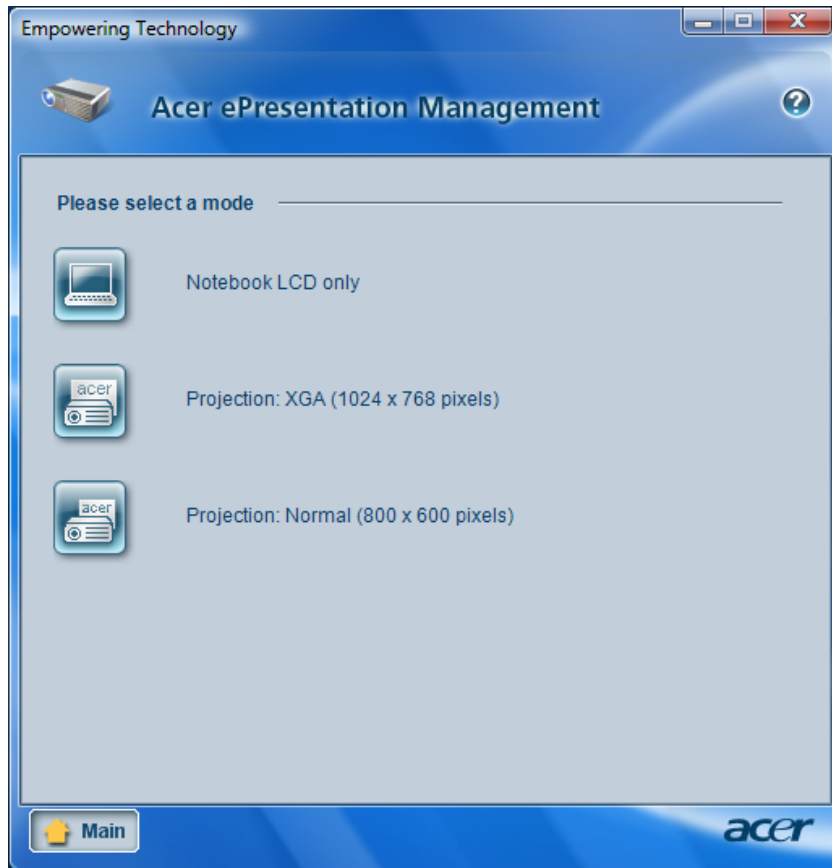 Empowering Technology
Acer ePresentation Management
?
Please select a mode
Notebook LCD only
acer
Projection: XGA (1024 x 768 pixels)
acer
Projection: Normal (800 x 600 pixels)
Main
acer